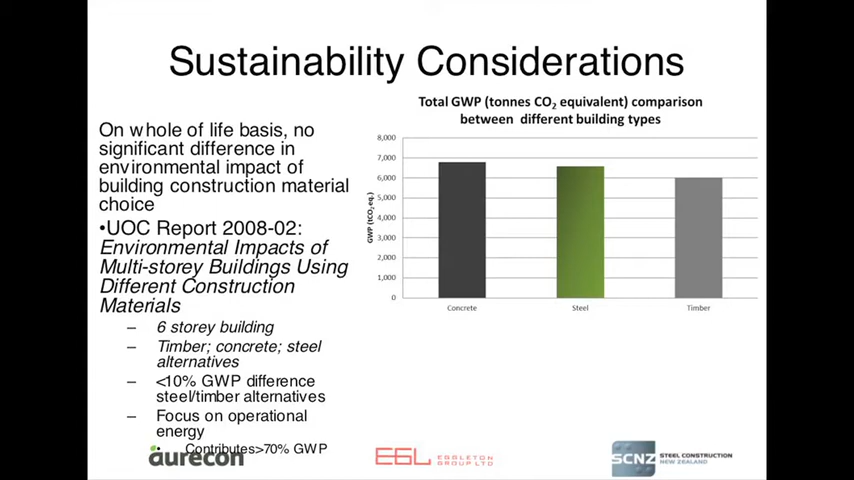 Sustainability Considerations
On whole of life basis, no
significant difference in
environmental impact of
building construction material
choice
•UOC Report 2008-02:
Environmental Impacts of
Multi-storey Buildings Using
Different Construction
Materials
– 6 storey building
– Timber; concrete; steel
alternatives
– <10% GWP difference
steel/timber alternatives
– Focus on operational
energy
• Contributes>70% GWP
Total GWP (tonnes CO2 equivalent) comparison
between different building types
GWP (tCO2 eq.)
8,000
7,000
6,000
5,000
4,000
3,000
2,000
1,000
0
Concrete Steel Timber
aurecon
EGL EGGLETON
GROUP LTD
SCNZ STEEL CONSTRUCTION
NEW ZEALAND